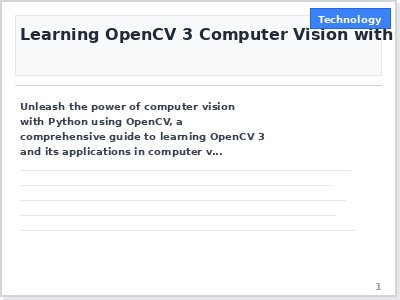 Technology
Learning OpenCV 3 Computer Vision with
Unleash the power of computer vision
with Python using OpenCV, a
comprehensive guide to learning OpenCV 3
and its applications in computer v...
1